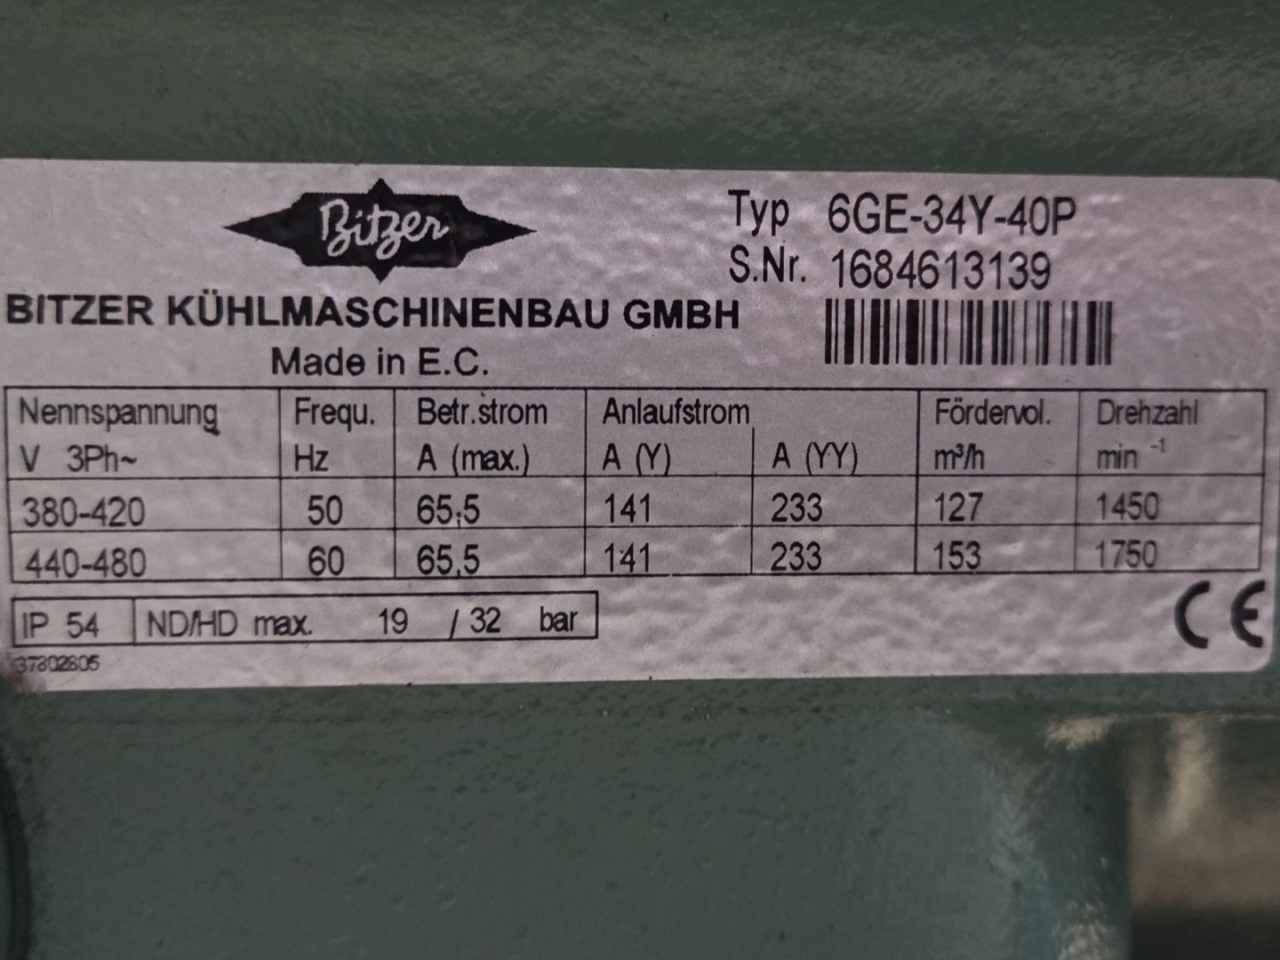 Bitzer
Typ 6GE-34Y-40P
S.Nr. 1684613139
BITZER KÜHLMASCHINENBAU GMBH
Made in E.C.
Nennspannung Frequ. Betr.strom Anlaufstrom Fördervol. Drehzahl
V 3Ph~ Hz A (max.) A (Y) A (YY) m³/h min ⁻¹
380-420 50 65,5 141 233 127 1450
440-480 60 65,5 141 233 153 1750
IP 54 ND/HD max. 19 / 32 bar
CE
37802805